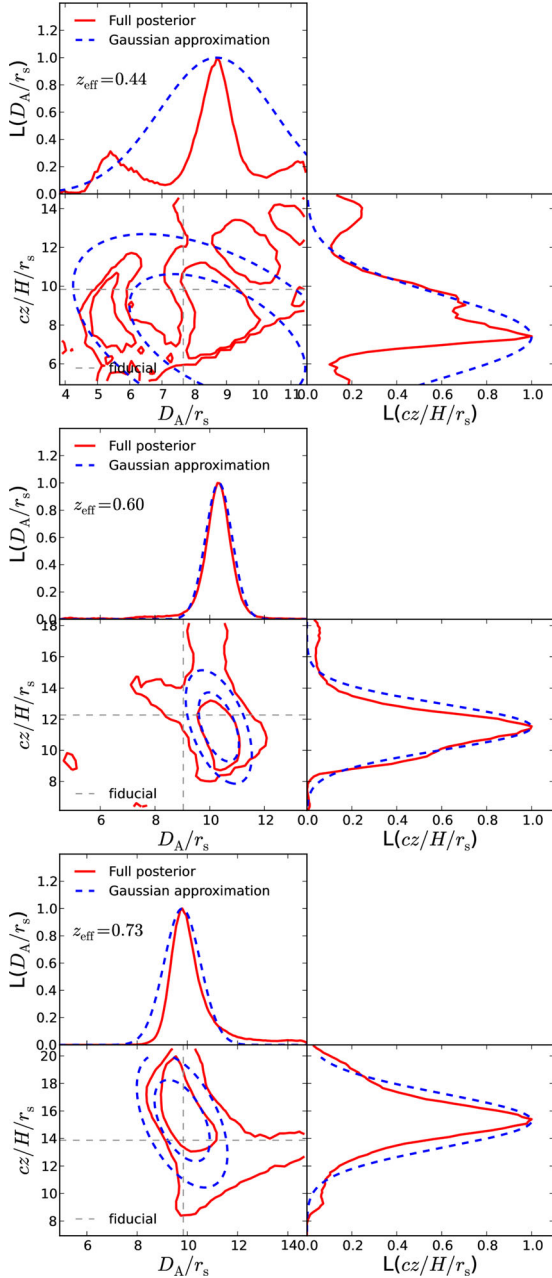 Full posterior
Gaussian approximation
z_eff=0.44
L(D_A/r_s)
1.4
1.2
1.0
0.8
0.6
0.4
0.2
0.0
cz/H/r_s
14
12
10
8
6
fiducial
4 5 6 7 8 9 10 11
D_A/r_s
0.0 0.2 0.4 0.6 0.8 1.0
L(cz/H/r_s)
Full posterior
Gaussian approximation
z_eff=0.60
L(D_A/r_s)
1.4
1.2
1.0
0.8
0.6
0.4
0.2
0.0
cz/H/r_s
18
16
14
12
10
8
fiducial
6 8 10 12
D_A/r_s
0.0 0.2 0.4 0.6 0.8 1.0
L(cz/H/r_s)
Full posterior
Gaussian approximation
z_eff=0.73
L(D_A/r_s)
1.4
1.2
1.0
0.8
0.6
0.4
0.2
0.0
cz/H/r_s
20
18
16
14
12
10
8
fiducial
6 8 10 12 14
D_A/r_s
0.0 0.2 0.4 0.6 0.8 1.0
L(cz/H/r_s)